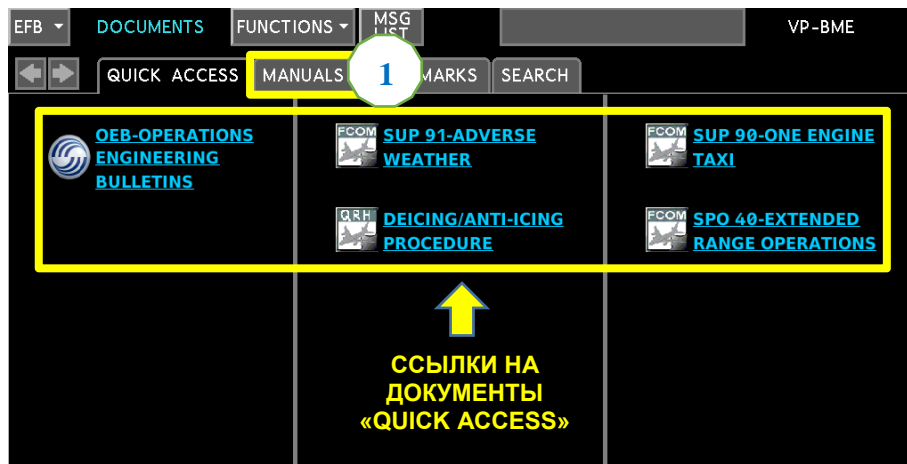 EFB DOCUMENTS FUNCTIONS MSG LIST VP-BME
QUICK ACCESS MANUALS 1 MARKS SEARCH
OEB-OPERATIONS
ENGINEERING
BULLETINS
FCOM SUP 91-ADVERSE
WEATHER
QRH DEICING/ANTI-ICING
PROCEDURE
FCOM SUP 90-ONE ENGINE
TAXI
FCOM SPO 40-EXTENDED
RANGE OPERATIONS
ССЫЛКИ НА
ДОКУМЕНТЫ
«QUICK ACCESS»